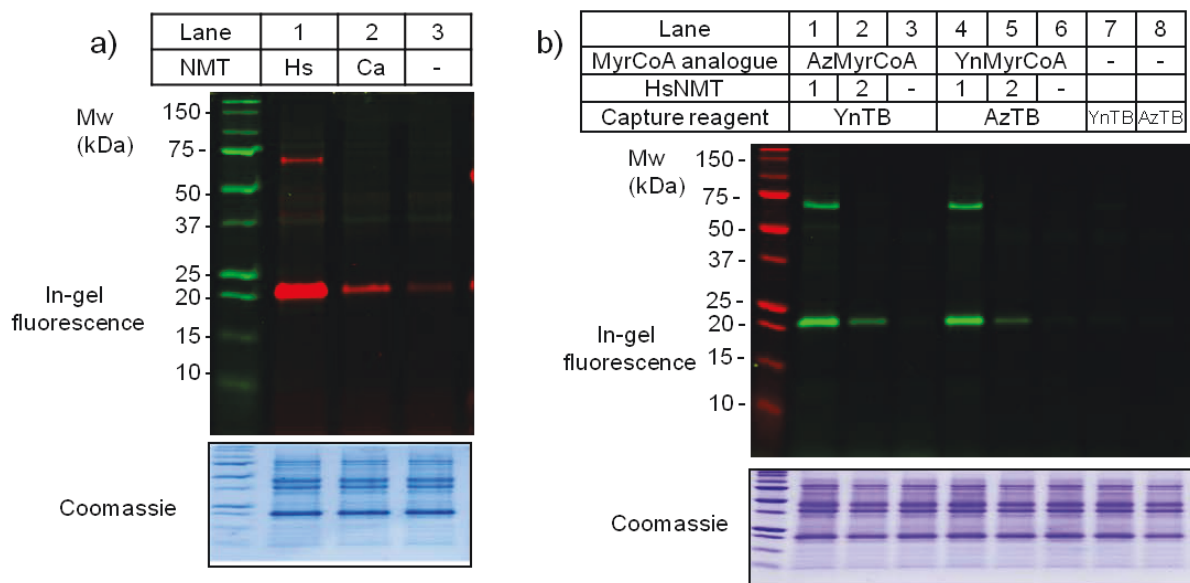 a)
Lane 1 2 3
NMT Hs Ca -
Mw
(kDa)
150 -
75 -
50 -
37 -
25 -
20 -
15 -
10 -
In-gel
fluorescence
Coomassie
b)
Lane 1 2 3 4 5 6 7 8
MyrCoA analogue AzMyrCoA YnMyrCoA - -
HsNMT 1 2 - 1 2 -
Capture reagent YnTB AzTB YnTB AzTB
Mw
(kDa)
150 -
75 -
50 -
37 -
25 -
20 -
15 -
10 -
In-gel
fluorescence
Coomassie